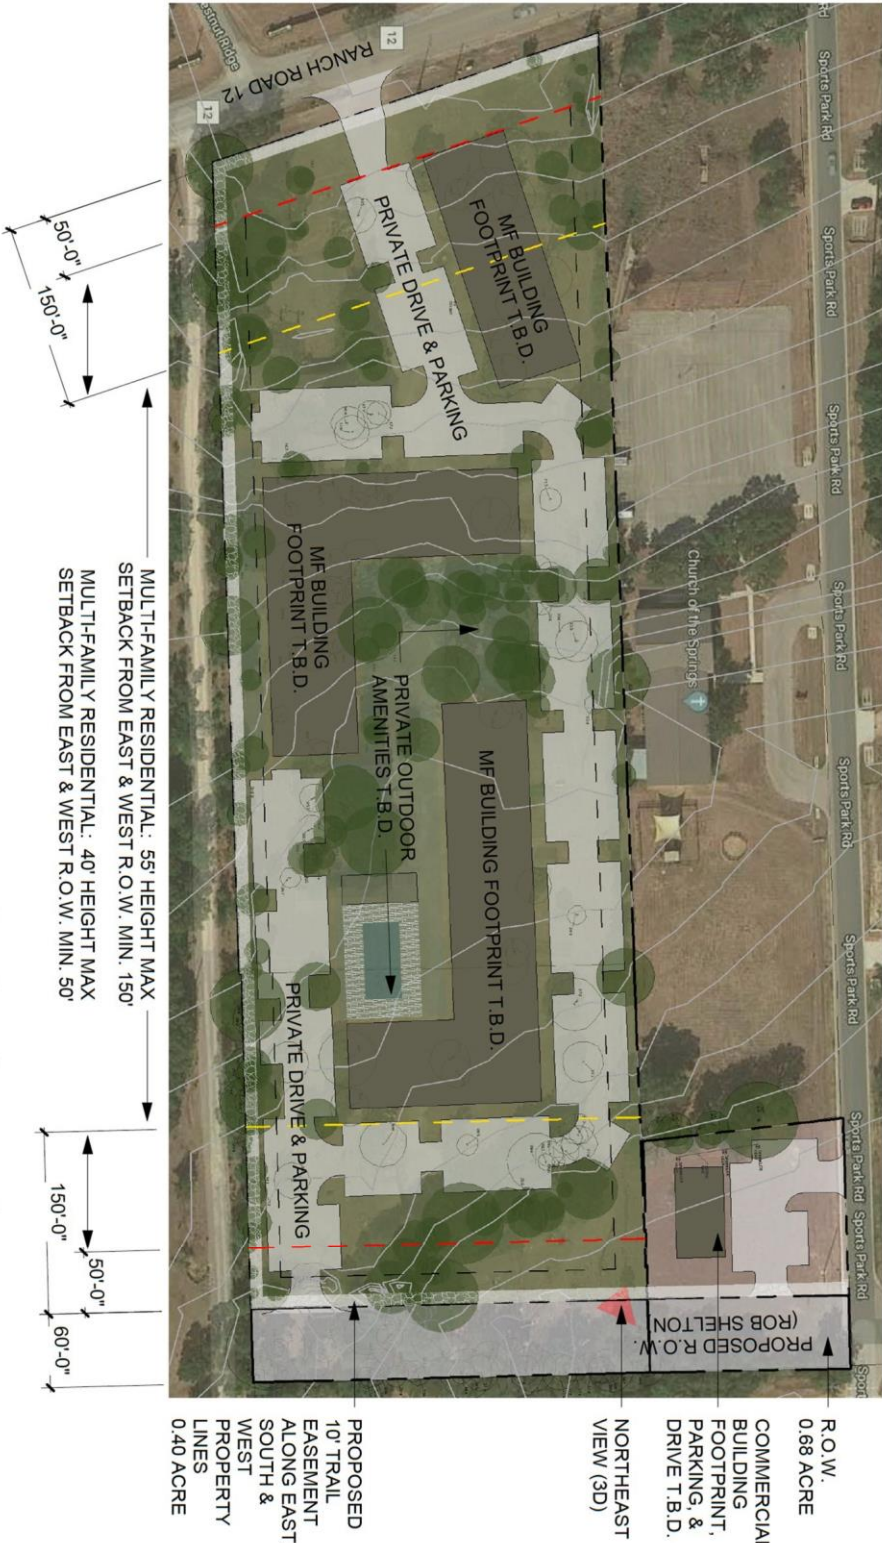 R.O.W.
0.68 ACRE
COMMERCIAL
BUILDING
FOOTPRINT,
PARKING, &
DRIVE T.B.D.
NORTHEAST
VIEW (3D)
PROPOSED
10' TRAIL
EASEMENT
ALONG EAST
SOUTH &
WEST
PROPERTY
LINES
0.40 ACRE
Sports Park Rd
Sports Park Rd
Sports Park Rd
Sports Park Rd
Sports Park Rd
Sports Park Rd
Sports Park Rd
Sports Park Rd
Church of the Springs
PROPOSED R.O.W.
(ROB SHELTON)
RANCH ROAD 12
12
12
PRIVATE DRIVE & PARKING
MF BUILDING
FOOTPRINT T.B.D.
MF BUILDING
FOOTPRINT T.B.D.
PRIVATE OUTDOOR
AMENITIES T.B.D.
MF BUILDING FOOTPRINT T.B.D.
PRIVATE DRIVE & PARKING
50'-0"
150'-0"
MULTI-FAMILY RESIDENTIAL: 55' HEIGHT MAX
SETBACK FROM EAST & WEST R.O.W. MIN. 150'
MULTI-FAMILY RESIDENTIAL: 40' HEIGHT MAX
SETBACK FROM EAST & WEST R.O.W. MIN. 50'
150'-0"
50'-0"
60'-0"